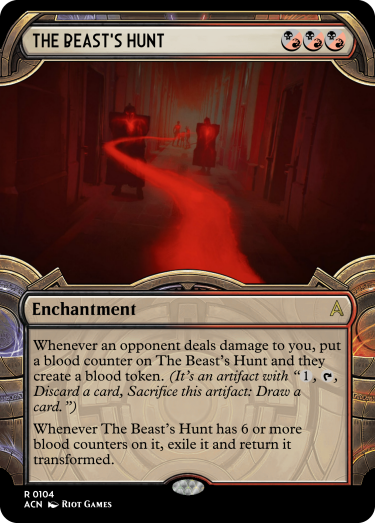 THE BEAST'S HUNT
Enchantment
Whenever an opponent deals damage to you, put
a blood counter on The Beast's Hunt and they
create a blood token. (It's an artifact with “1, ,
Discard a card, Sacrifice this artifact: Draw a
card.”)
Whenever The Beast's Hunt has 6 or more
blood counters on it, exile it and return it
transformed.
R 0104
ACN RIOT GAMES